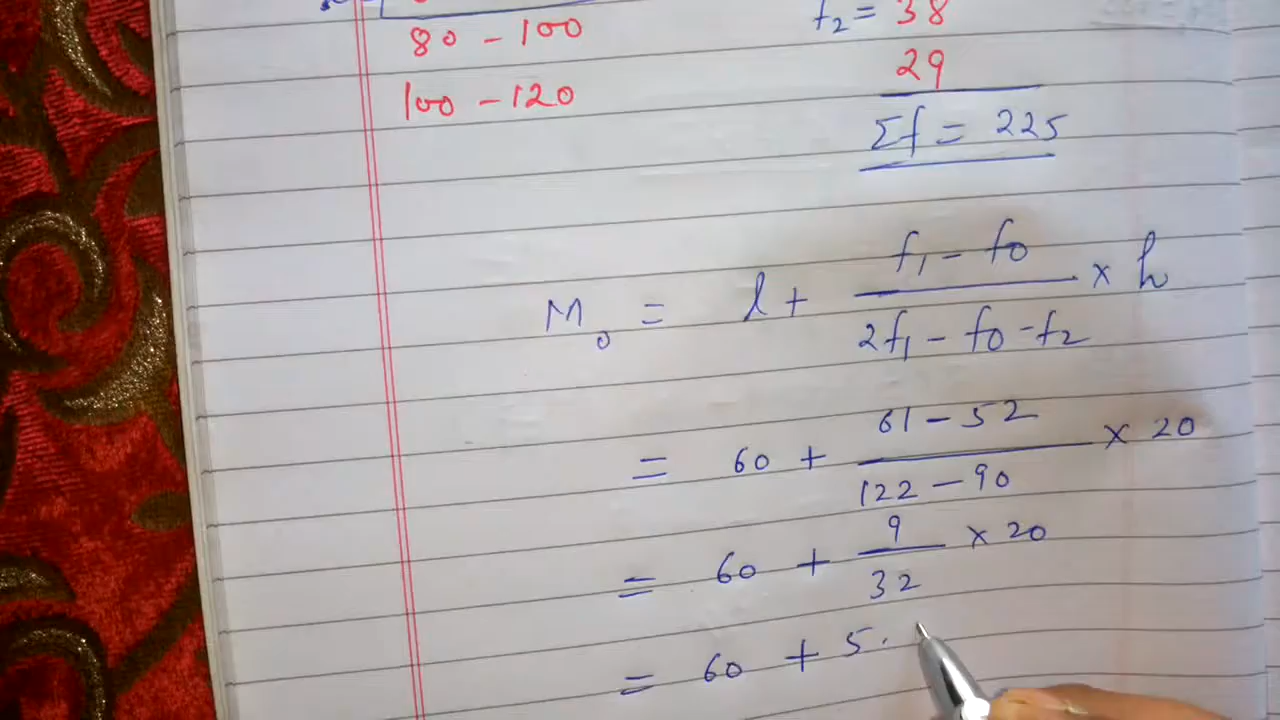 80 - 100
f₂ = 38
100 - 120
29
Σf = 225
M₀ = l + (f₁ - f₀) / (2f₁ - f₀ - f₂) × h
= 60 + (61 - 52) / (122 - 90) × 20
= 60 + 9 / 32 × 20
= 60 + 5.